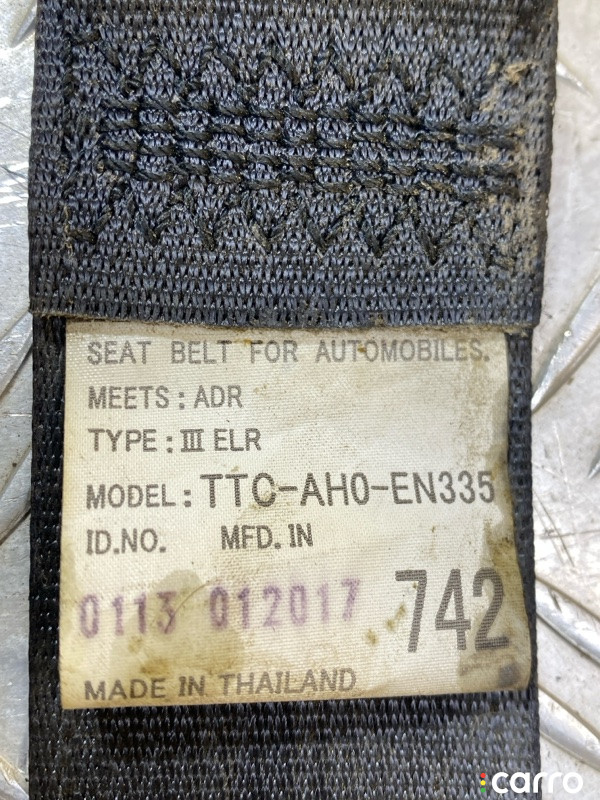 SEAT BELT FOR AUTOMOBILES.
MEETS: ADR
TYPE: III ELR
MODEL: TTC-AH0-EN335
ID.NO. MFD. IN
0113 012017 742
MADE IN THAILAND
carro